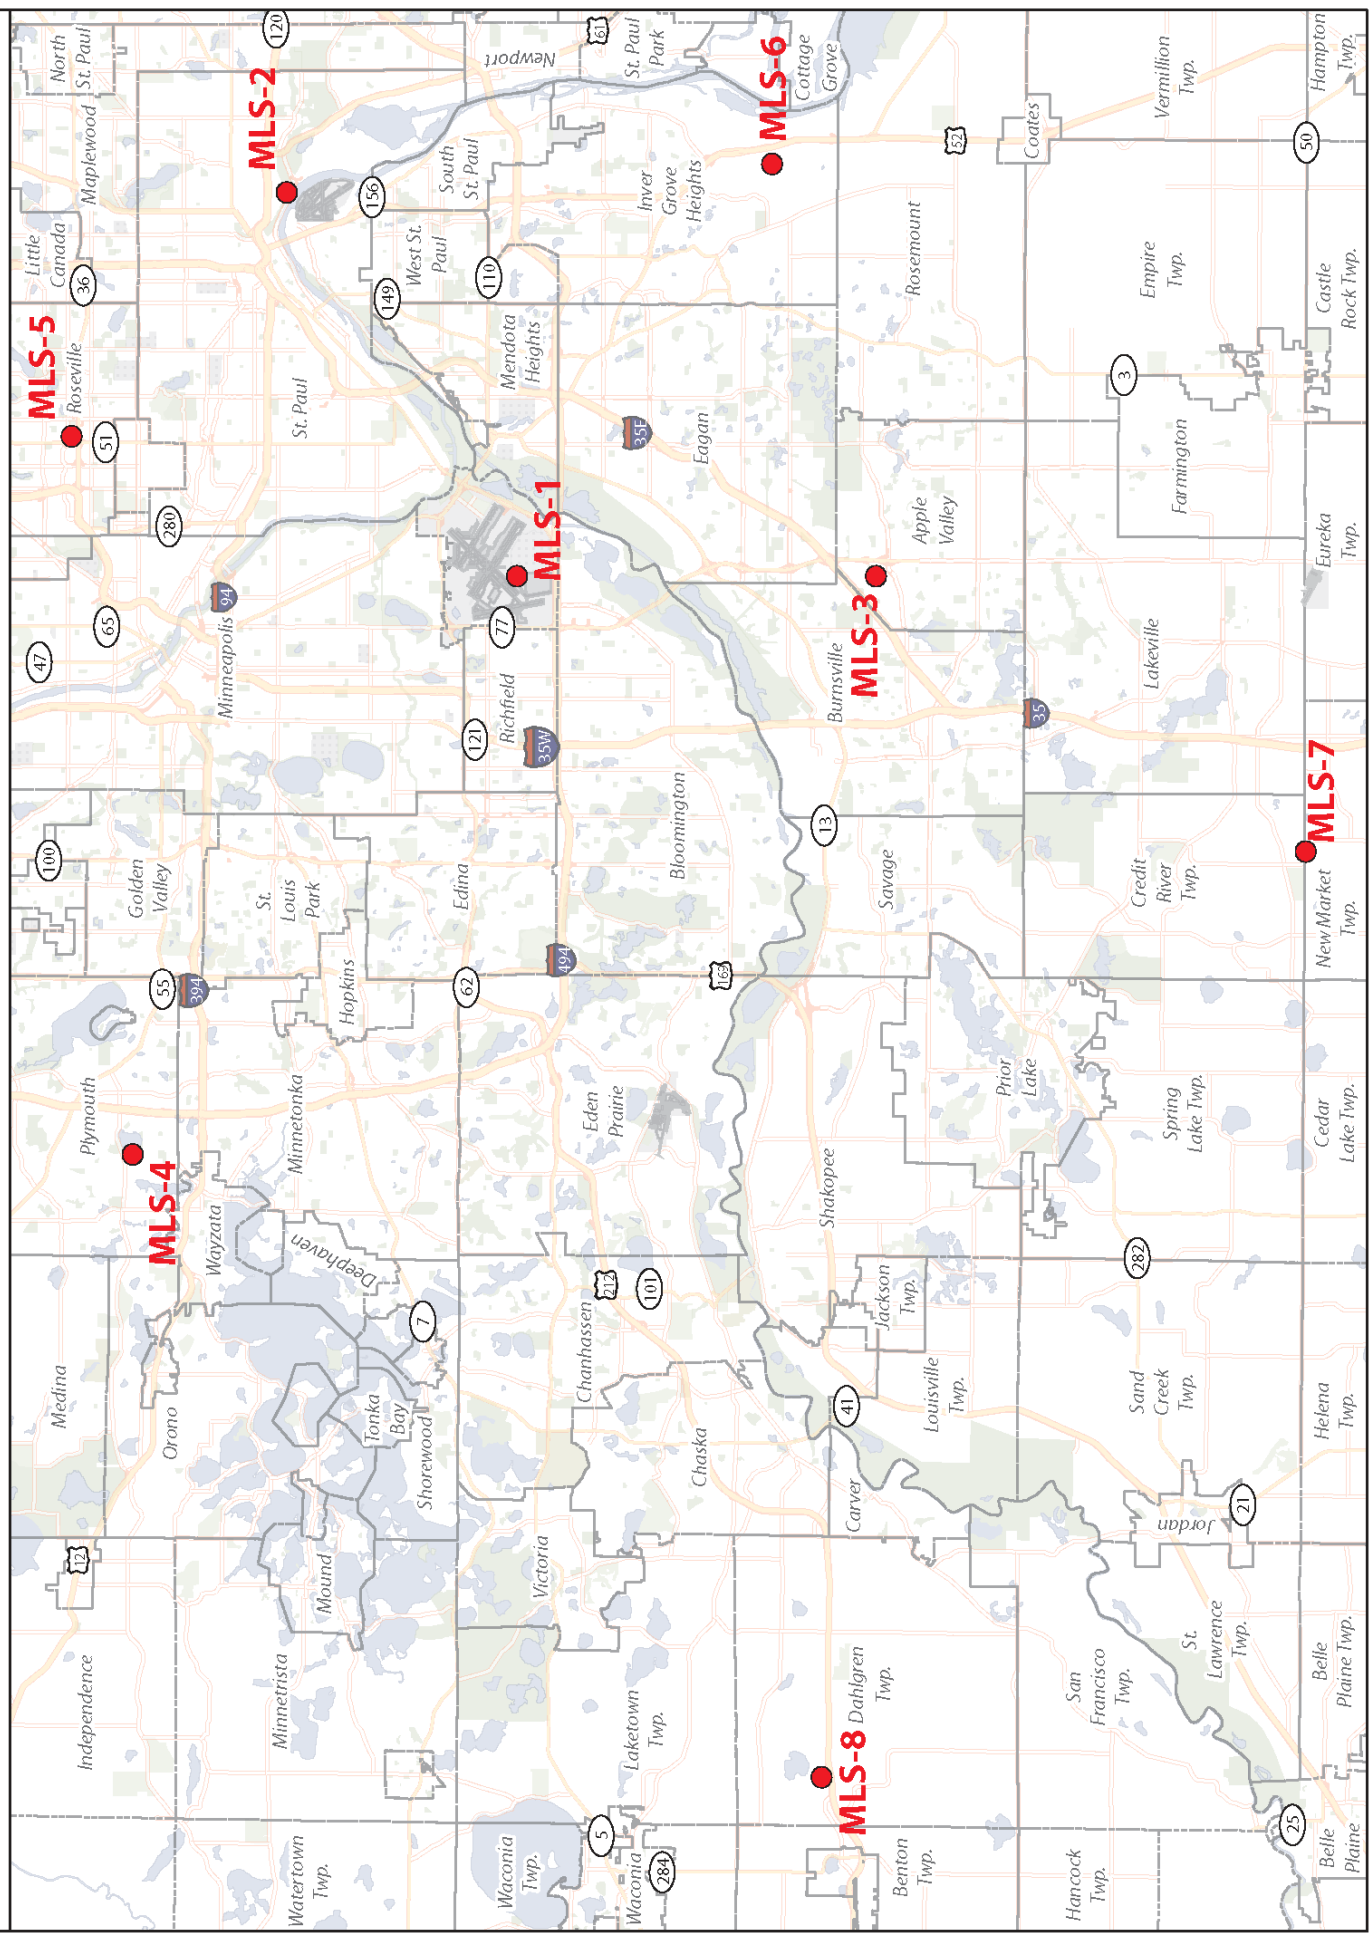 Independence
Medina
Plymouth
MLS-4
MLS-5
Roseville
Little
Canada
Maplewood
North
St. Paul
12
100
47
65
51
36
55
280
Orono
Golden
Valley
Watertown
Twp.
Minnetrista
Mound
Wayzata
Deephaven
Minnetonka
394
94
Minneapolis
St. Paul
MLS-2
120
Tonka
Bay
Shorewood
7
Hopkins
St.
Louis
Park
149
156
West St.
Paul
South
St. Paul
Newport
62
Edina
121
Richfield
77
110
Waconia
Twp.
Victoria
Chanhassen
494
35W
MLS-1
Mendota
Heights
5
212
Eden
Prairie
61
Waconia
284
Laketown
Twp.
101
35E
Inver
Grove
Heights
St. Paul
Park
Chaska
169
Bloomington
Eagan
MLS-6
Cottage
Grove
MLS-8
Dahlgren
Twp.
Carver
41
Shakopee
13
Burnsville
MLS-3
Benton
Twp.
Jackson
Twp.
Savage
Apple
Valley
Rosemount
52
Louisville
Twp.
Prior
Lake
35
Coates
Hancock
Twp.
San
Francisco
Twp.
Sand
Creek
Twp.
282
Credit
River
Twp.
Lakeville
3
Farmington
Empire
Twp.
Vermillion
Twp.
St.
Lawrence
Twp.
Jordan
21
Spring
Lake Twp.
25
Belle
Plaine
Belle
Plaine Twp.
Helena
Twp.
Cedar
Lake Twp.
New Market
Twp.
MLS-7
Eureka
Twp.
Castle
Rock Twp.
50
Hampton
Twp.